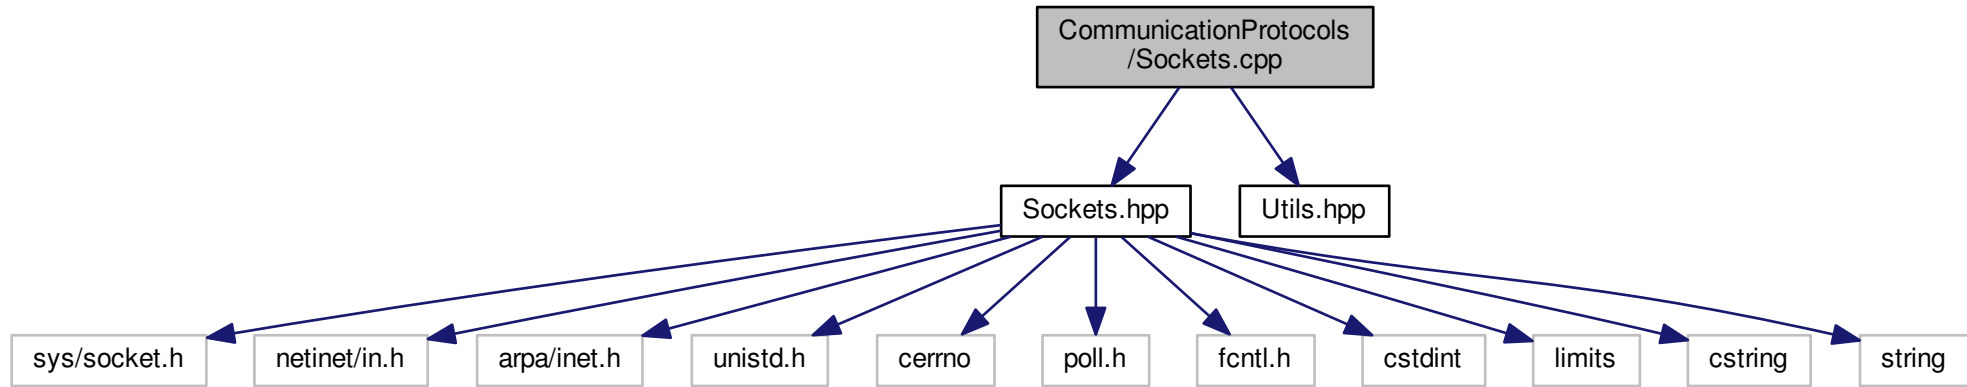 CommunicationProtocols
/Sockets.cpp
Sockets.hpp
Utils.hpp
sys/socket.h
netinet/in.h
arpa/inet.h
unistd.h
cerrno
poll.h
fcntl.h
cstdint
limits
cstring
string